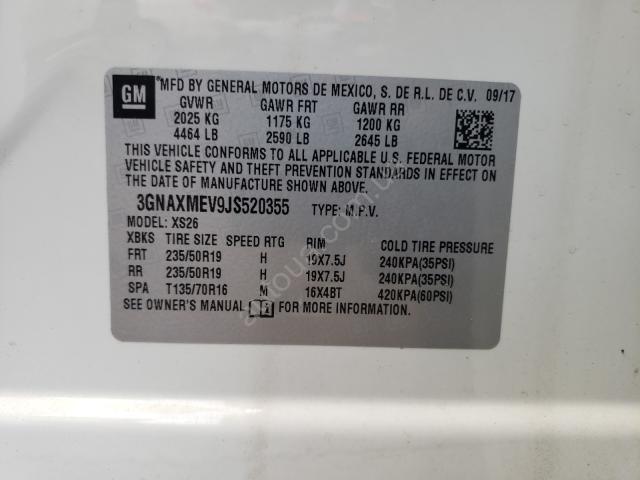 GM
MFD BY GENERAL MOTORS DE MEXICO, S. DE R.L. DE C.V. 09/17
GVWR GAWR FRT GAWR RR
2025 KG 1175 KG 1200 KG
4464 LB 2590 LB 2645 LB
THIS VEHICLE CONFORMS TO ALL APPLICABLE U.S. FEDERAL MOTOR
VEHICLE SAFETY AND THEFT PREVENTION STANDARDS IN EFFECT ON
THE DATE OF MANUFACTURE SHOWN ABOVE.
3GNAXMEV9JS520355 TYPE: M.P.V.
MODEL: XS26
XBKS TIRE SIZE SPEED RTG RIM COLD TIRE PRESSURE
FRT 235/50R19 H 19X7.5J 240KPA(35PSI)
RR 235/50R19 H 19X7.5J 240KPA(35PSI)
SPA T135/70R16 M 16X4BT 420KPA(60PSI)
SEE OWNER'S MANUAL FOR MORE INFORMATION.